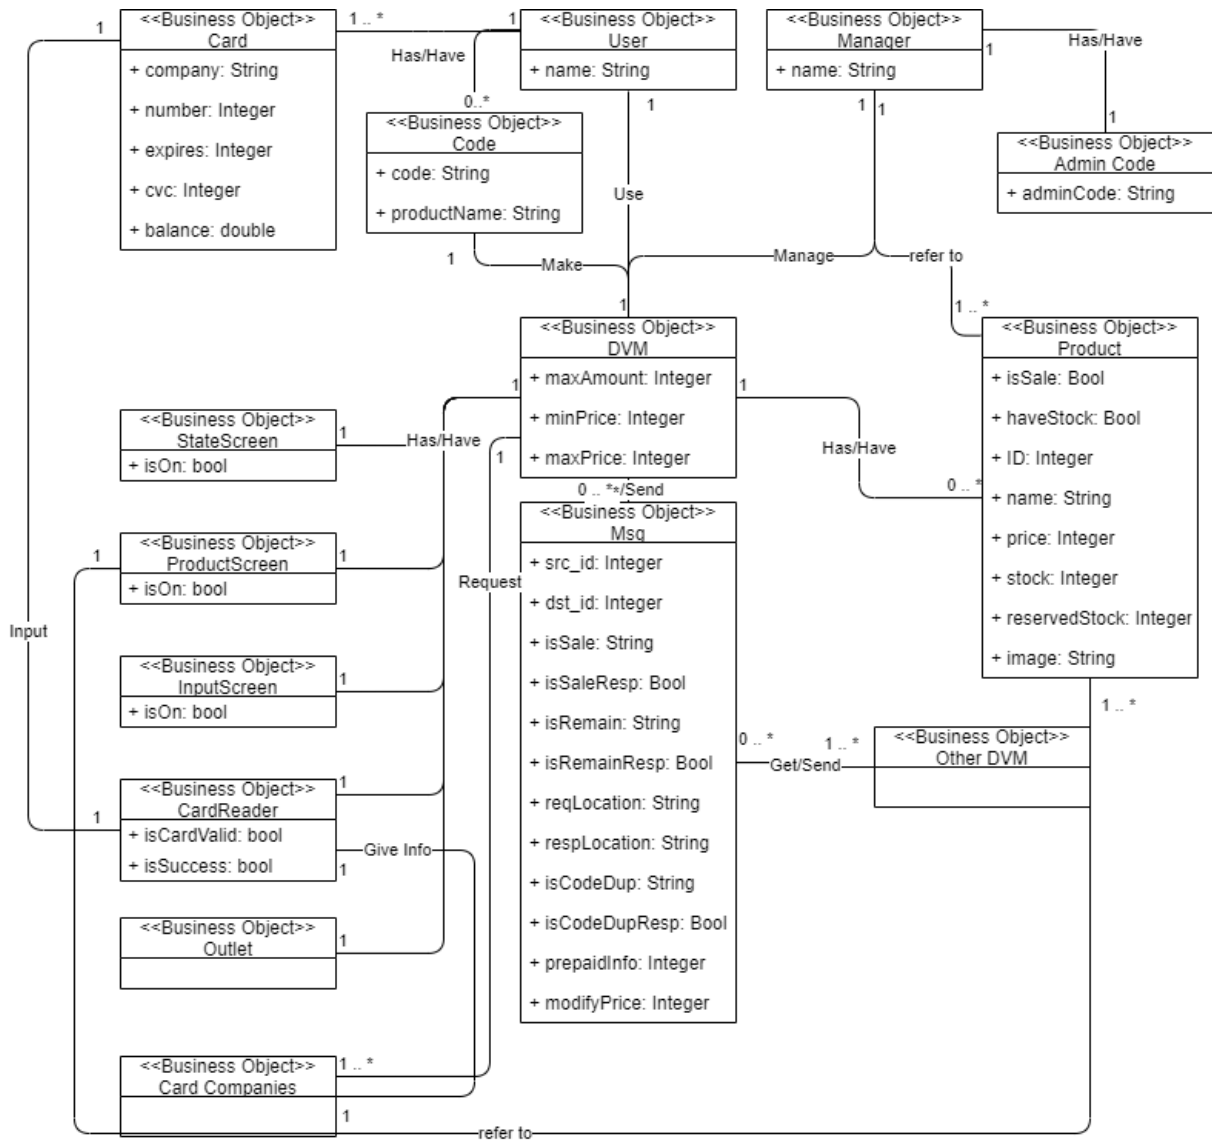 <<Business Object>>
Card
+ company: String
+ number: Integer
+ expires: Integer
+ cvc: Integer
+ balance: double
1
1 .. *
1
Has/Have
0..*
<<Business Object>>
User
+ name: String
1
<<Business Object>>
Manager
+ name: String
1
1
1
Has/Have
1
<<Business Object>>
Admin Code
+ adminCode: String
<<Business Object>>
Code
+ code: String
+ productName: String
1
Make
Use
Manage
refer to
1 .. *
1
<<Business Object>>
DVM
+ maxAmount: Integer
+ minPrice: Integer
+ maxPrice: Integer
1
1
1
Has/Have
Has/Have
0 .. *
<<Business Object>>
Product
+ isSale: Bool
+ haveStock: Bool
+ ID: Integer
+ name: String
+ price: Integer
+ stock: Integer
+ reservedStock: Integer
+ image: String
1 .. *
<<Business Object>>
StateScreen
+ isOn: bool
1
<<Business Object>>
ProductScreen
+ isOn: bool
1
1
<<Business Object>>
InputScreen
+ isOn: bool
1
Input
Request
0 .. *
/Send
<<Business Object>>
Msg
+ src_id: Integer
+ dst_id: Integer
+ isSale: String
+ isSaleResp: Bool
+ isRemain: String
+ isRemainResp: Bool
+ reqLocation: String
+ respLocation: String
+ isCodeDup: String
+ isCodeDupResp: Bool
+ prepaidInfo: Integer
+ modifyPrice: Integer
0 .. *
Get/Send
1.. *
<<Business Object>>
Other DVM
<<Business Object>>
CardReader
+ isCardValid: bool
+ isSuccess: bool
1
1
1
Give Info
<<Business Object>>
Outlet
1
<<Business Object>>
Card Companies
1 .. *
1
refer to